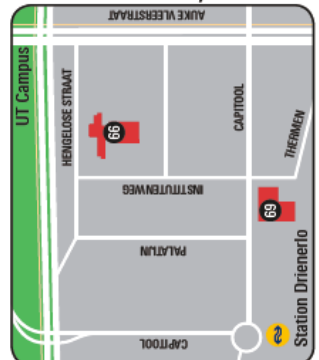 AUKE VLEERSTRAAT
UT Campus
HENGELOSE STRAAT
66
CAPITOOL
THERMEN
INSTITUTENWEG
69
PALATIJN
Station Drienerlo
CAPITOOL